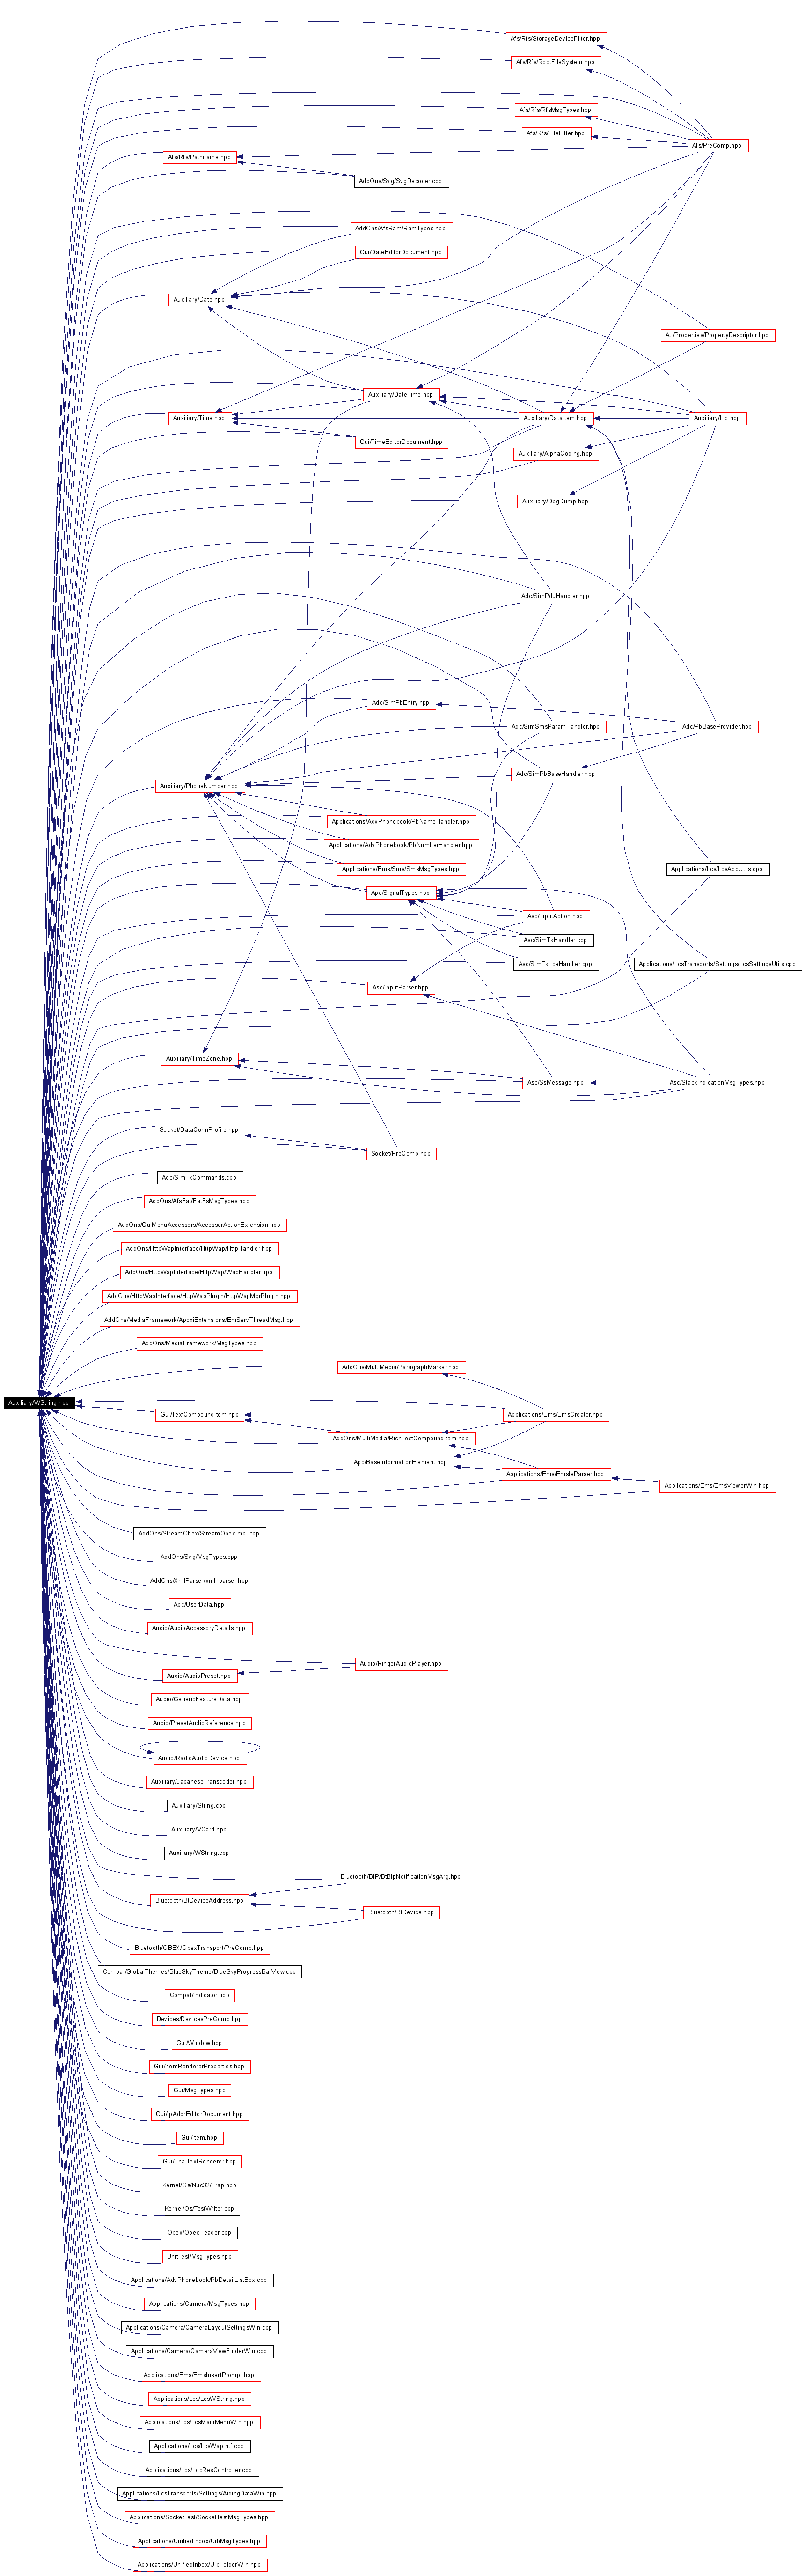 Afs/Rfs/StorageDeviceFilter.hpp
Afs/Rfs/RootFileSystem.hpp
Afs/Rfs/RfsMsgTypes.hpp
Afs/Rfs/FileFilter.hpp
Afs/PreComp.hpp
Afs/Rfs/Pathname.hpp
AddOns/Svg/SvgDecoder.cpp
AddOns/AfsRam/RamTypes.hpp
Gui/DateEditorDocument.hpp
Auxiliary/Date.hpp
Atl/Properties/PropertyDescriptor.hpp
Auxiliary/DateTime.hpp
Auxiliary/Time.hpp
Auxiliary/DataItem.hpp
Auxiliary/Lib.hpp
Gui/TimeEditorDocument.hpp
Auxiliary/AlphaCoding.hpp
Auxiliary/DbgDump.hpp
Adc/SimPduHandler.hpp
Adc/SimPbEntry.hpp
Adc/SimSmsParamHandler.hpp
Adc/PbBaseProvider.hpp
Adc/SimPbBaseHandler.hpp
Auxiliary/PhoneNumber.hpp
Applications/AdvPhonebook/PbNameHandler.hpp
Applications/AdvPhonebook/PbNumberHandler.hpp
Applications/Ems/Sms/SmsMsgTypes.hpp
Applications/Lcs/LcsAppUtils.cpp
Apc/SignalTypes.hpp
Asc/InputAction.hpp
Asc/SimTkHandler.cpp
Asc/SimTkLceHandler.cpp
Applications/LcsTransports/Settings/LcsSettingsUtils.cpp
Asc/InputParser.hpp
Auxiliary/TimeZone.hpp
Asc/SsMessage.hpp
Asc/StackIndicationMsgTypes.hpp
Socket/DataConnProfile.hpp
Socket/PreComp.hpp
Adc/SimTkCommands.cpp
AddOns/AfsFat/FatFsMsgTypes.hpp
AddOns/GuiMenuAccessors/AccessorActionExtension.hpp
AddOns/HttpWapInterface/HttpWap/HttpHandler.hpp
AddOns/HttpWapInterface/HttpWap/WapHandler.hpp
AddOns/HttpWapInterface/HttpWapPlugin/HttpWapMgrPlugin.hpp
AddOns/MediaFramework/ApoxiExtensions/EmServThreadMsg.hpp
AddOns/MediaFramework/MsgTypes.hpp
AddOns/MultiMedia/ParagraphMarker.hpp
Auxiliary/WString.hpp
Gui/TextCompoundItem.hpp
Applications/Ems/EmsCreator.hpp
AddOns/MultiMedia/RichTextCompoundItem.hpp
Apc/BaseInformationElement.hpp
Applications/Ems/EmsIeParser.hpp
Applications/Ems/EmsViewerWin.hpp
AddOns/StreamObex/StreamObexImpl.cpp
AddOns/Svg/MsgTypes.cpp
AddOns/XmlParser/xml_parser.hpp
Apc/UserData.hpp
Audio/AudioAccessoryDetails.hpp
Audio/RingerAudioPlayer.hpp
Audio/AudioPreset.hpp
Audio/GenericFeatureData.hpp
Audio/PresetAudioReference.hpp
Audio/RadioAudioDevice.hpp
Auxiliary/JapaneseTranscoder.hpp
Auxiliary/String.cpp
Auxiliary/VCard.hpp
Auxiliary/WString.cpp
Bluetooth/BIP/BtBipNotificationMsgArg.hpp
Bluetooth/BtDeviceAddress.hpp
Bluetooth/BtDevice.hpp
Bluetooth/OBEX/ObexTransport/PreComp.hpp
Compat/GlobalThemes/BlueSkyTheme/BlueSkyProgressBarView.cpp
Compat/Indicator.hpp
Devices/DevicesPreComp.hpp
Gui/Window.hpp
Gui/ItemRendererProperties.hpp
Gui/MsgTypes.hpp
Gui/IpAddrEditorDocument.hpp
Gui/Item.hpp
Gui/ThaiTextRenderer.hpp
Kernel/Os/Nuc32/Trap.hpp
Kernel/Os/TestWriter.cpp
Obex/ObexHeader.cpp
UnitTest/MsgTypes.hpp
Applications/AdvPhonebook/PbDetailListBox.cpp
Applications/Camera/MsgTypes.hpp
Applications/Camera/CameraLayoutSettingsWin.cpp
Applications/Camera/CameraViewFinderWin.cpp
Applications/Ems/EmsInsertPrompt.hpp
Applications/Lcs/LcsWString.hpp
Applications/Lcs/LcsMainMenuWin.hpp
Applications/Lcs/LcsWapIntf.cpp
Applications/Lcs/LocResController.cpp
Applications/LcsTransports/Settings/AidingDataWin.cpp
Applications/SocketTest/SocketTestMsgTypes.hpp
Applications/UnifiedInbox/UibMsgTypes.hpp
Applications/UnifiedInbox/UibFolderWin.hpp